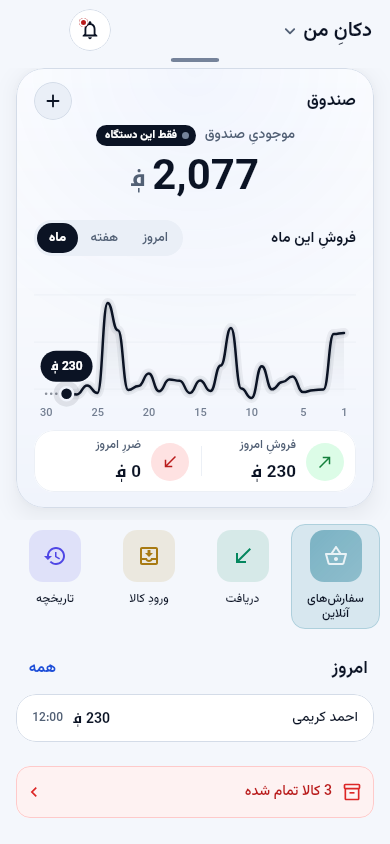 دکانِ من
صندوق
موجودیِ صندوق
فقط این دستگاه
2,077 ؋
فروشِ این ماه
امروز
هفته
ماه
230 ؋
1
5
10
15
20
25
30
فروشِ امروز
230 ؋
ضررِ امروز
0 ؋
سفارش‌های
آنلاین
دریافت
ورودِ کالا
تاریخچه
امروز
همه
احمد کریمی
230 ؋
12:00
3 کالا تمام شده